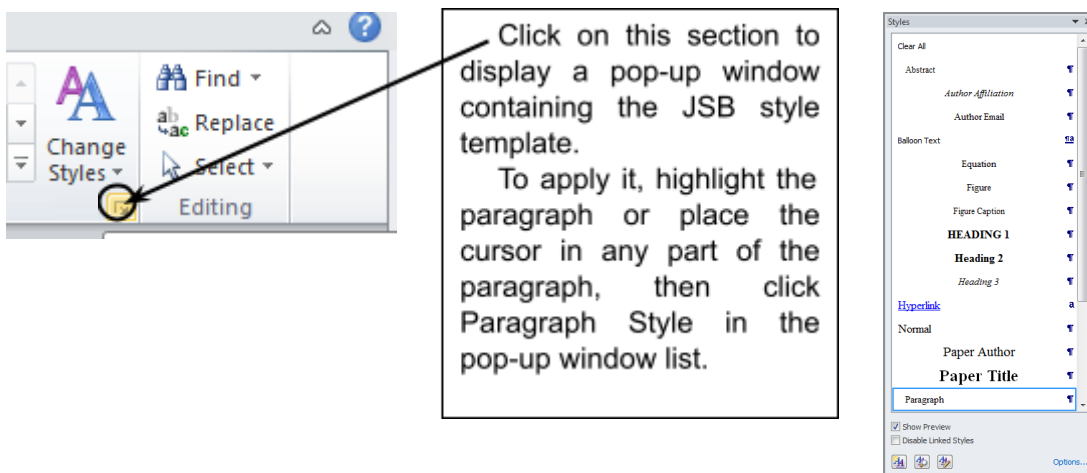 Find
ab
ac Replace
Change
Styles
Select
Editing
Click on this section to
display a pop-up window
containing the JSB style
template.
To apply it, highlight the
paragraph or place the
cursor in any part of the
paragraph, then click
Paragraph Style in the
pop-up window list.
Styles
Clear All
Abstract
Author Affiliation
Author Email
Balloon Text
Equation
Figure
Figure Caption
HEADING 1
Heading 2
Heading 3
Hyperlink
Normal
Paper Author
Paper Title
Paragraph
Show Preview
Disable Linked Styles
Options...